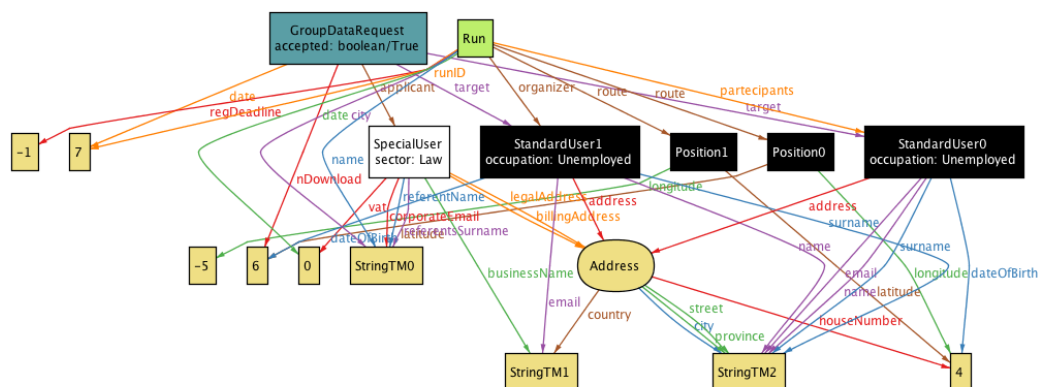 GroupDataRequest
accepted: boolean/True
Run
runID
applicant
target
organizer
route
route
partecipants
target
date
regDeadline
date
city
-1
7
name
SpecialUser
sector: Law
StandardUser1
occupation: Unemployed
Position1
Position0
StandardUser0
occupation: Unemployed
nDownload
referentName
legalAddress
longitude
vat
corporateEmail
billingAddress
address
address
dateOfBirth
latitude
referentsSurname
surname
name
surname
-5
6
0
StringTM0
businessName
Address
email
longitude
dateOfBirth
name
latitude
email
country
street
city
province
houseNumber
StringTM1
StringTM2
4